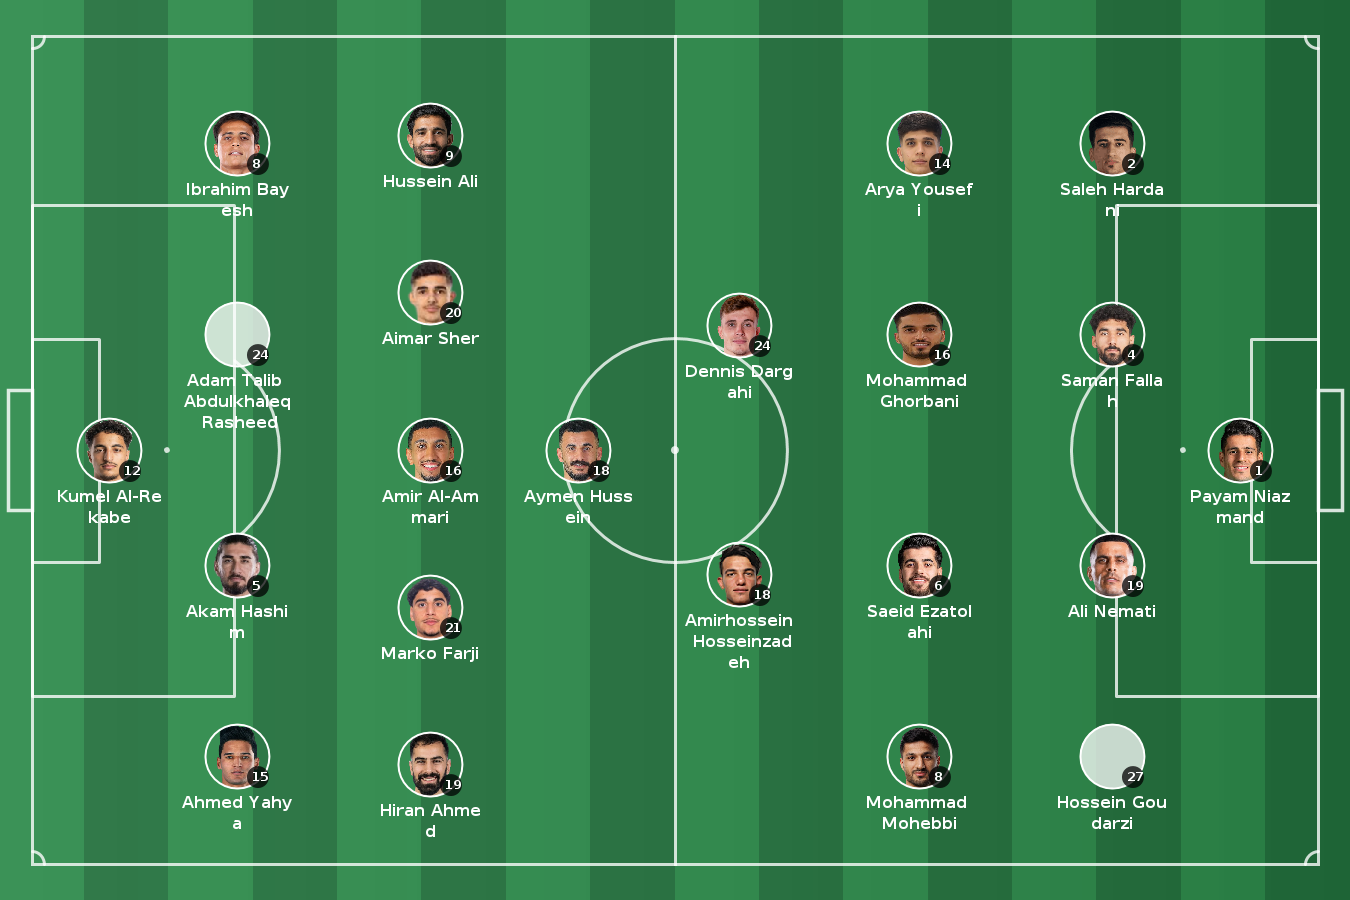 8
Ibrahim Bay
esh
9
Hussein Ali
14
Arya Yousef
i
2
Saleh Harda
ni
24
Adam Talib
Abdulkhaleq
Rasheed
20
Aimar Sher
24
Dennis Darg
ahi
16
Mohammad
Ghorbani
4
Saman Falla
h
12
Kumel Al-Re
kabe
16
Amir Al-Am
mari
18
Aymen Huss
ein
1
Payam Niaz
mand
5
Akam Hashi
m
21
Marko Farji
18
Amirhossein
Hosseinzad
eh
6
Saeid Ezatol
ahi
19
Ali Nemati
15
Ahmed Yahy
a
19
Hiran Ahme
d
8
Mohammad
Mohebbi
27
Hossein Gou
darzi